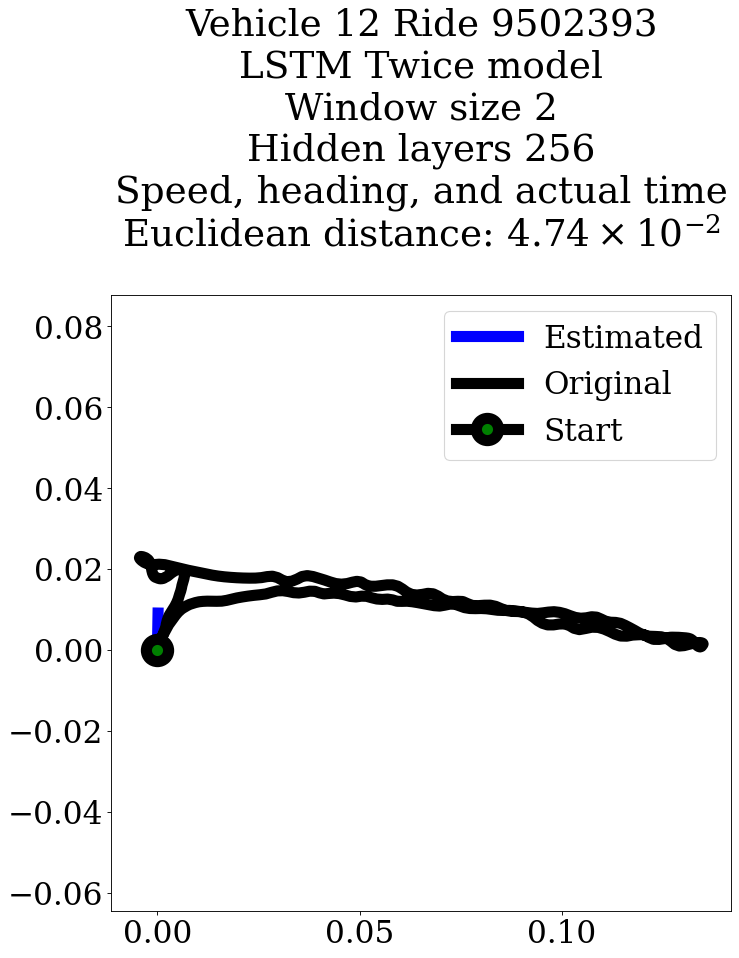 Vehicle 12 Ride 9502393
LSTM Twice model
Window size 2
Hidden layers 256
Speed, heading, and actual time
Euclidean distance: 4.74 × 10⁻²
Estimated
Original
Start
0.08
0.06
0.04
0.02
0.00
−0.02
−0.04
−0.06
0.00 0.05 0.10